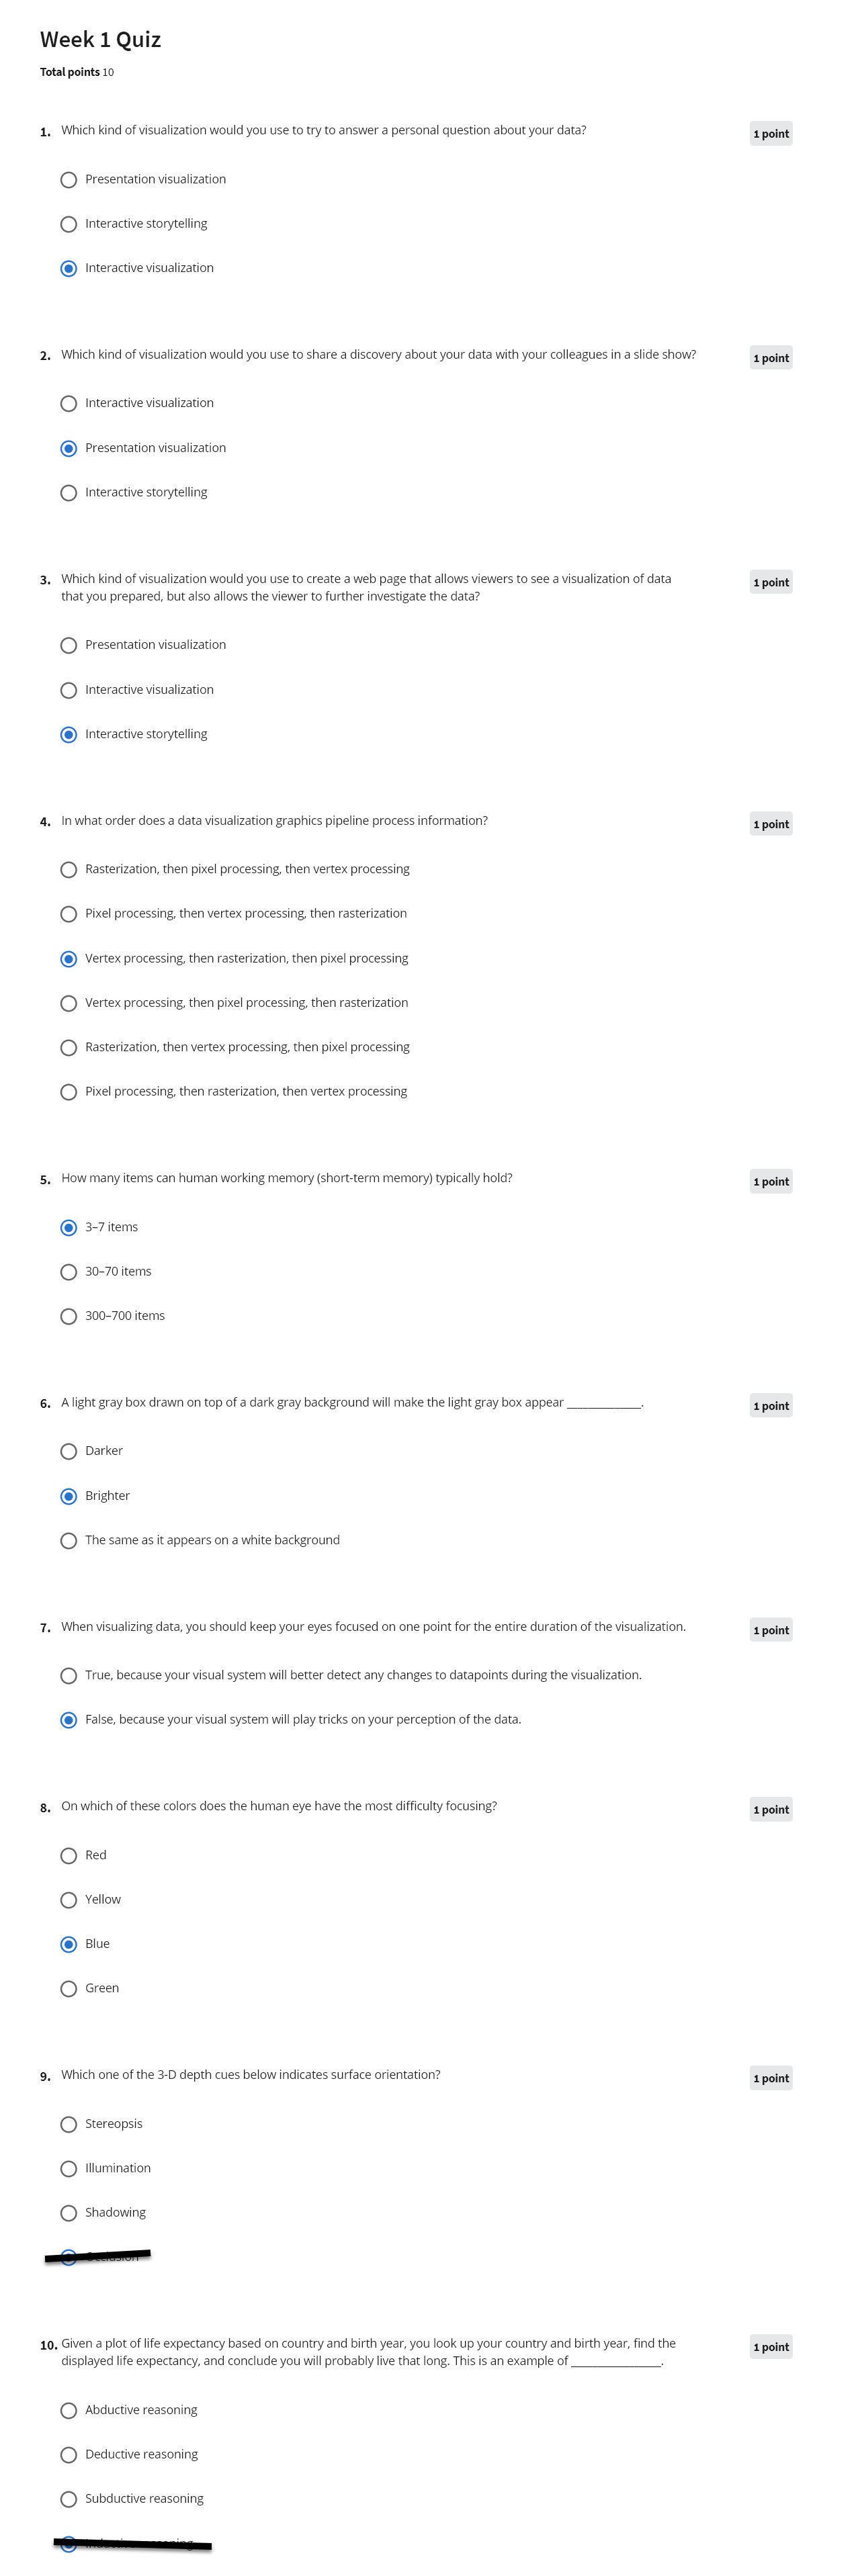 Week 1 Quiz
Total points 10
1. Which kind of visualization would you use to try to answer a personal question about your data? 1 point
Presentation visualization
Interactive storytelling
Interactive visualization
2. Which kind of visualization would you use to share a discovery about your data with your colleagues in a slide show? 1 point
Interactive visualization
Presentation visualization
Interactive storytelling
3. Which kind of visualization would you use to create a web page that allows viewers to see a visualization of data 1 point
that you prepared, but also allows the viewer to further investigate the data?
Presentation visualization
Interactive visualization
Interactive storytelling
4. In what order does a data visualization graphics pipeline process information? 1 point
Rasterization, then pixel processing, then vertex processing
Pixel processing, then vertex processing, then rasterization
Vertex processing, then rasterization, then pixel processing
Vertex processing, then pixel processing, then rasterization
Rasterization, then vertex processing, then pixel processing
Pixel processing, then rasterization, then vertex processing
5. How many items can human working memory (short-term memory) typically hold? 1 point
3–7 items
30–70 items
300–700 items
6. A light gray box drawn on top of a dark gray background will make the light gray box appear ____________. 1 point
Darker
Brighter
The same as it appears on a white background
7. When visualizing data, you should keep your eyes focused on one point for the entire duration of the visualization. 1 point
True, because your visual system will better detect any changes to datapoints during the visualization.
False, because your visual system will play tricks on your perception of the data.
8. On which of these colors does the human eye have the most difficulty focusing? 1 point
Red
Yellow
Blue
Green
9. Which one of the 3-D depth cues below indicates surface orientation? 1 point
Stereopsis
Illumination
Shadowing
10. Given a plot of life expectancy based on country and birth year, you look up your country and birth year, find the 1 point
displayed life expectancy, and conclude you will probably live that long. This is an example of _______________.
Abductive reasoning
Deductive reasoning
Subductive reasoning